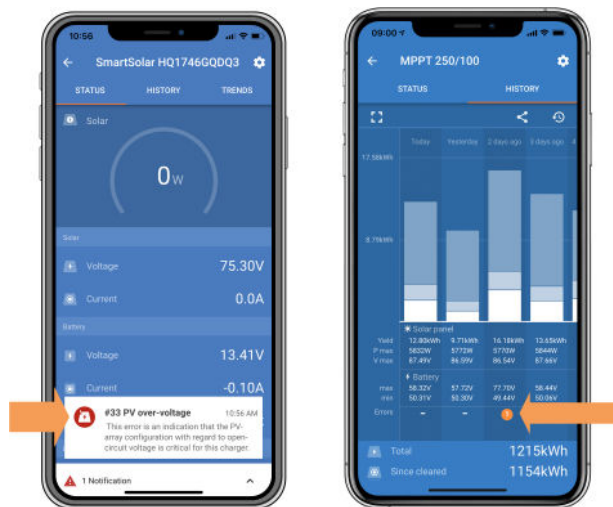 10:56
SmartSolar HQ1746GQDQ3
STATUS HISTORY TRENDS
Solar
0W
Solar
Voltage 75.30V
Current 0.0A
Battery
Voltage 13.41V
Current -0.10A
#33 PV over-voltage 10:56 AM
This error is an indication that the PV-
array configuration with regard to open-
circuit voltage is critical for this charger.
1 Notification
09:00
MPPT 250/100
STATUS HISTORY
Today Yesterday 2 days ago 3 days ago 4
17.58kWh
8.79kWh
Solar panel
Yield 12.80kWh 9.71kWh 16.18kWh 13.65kWh
P max 5832W 5772W 5770W 5844W
V max 87.49V 86.59V 86.54V 87.66V
Battery
max 58.32V 57.72V 77.70V 58.44V
min 50.31V 50.30V 49.44V 50.06V
Errors - - 1
Total 1215kWh
Since cleared 1154kWh